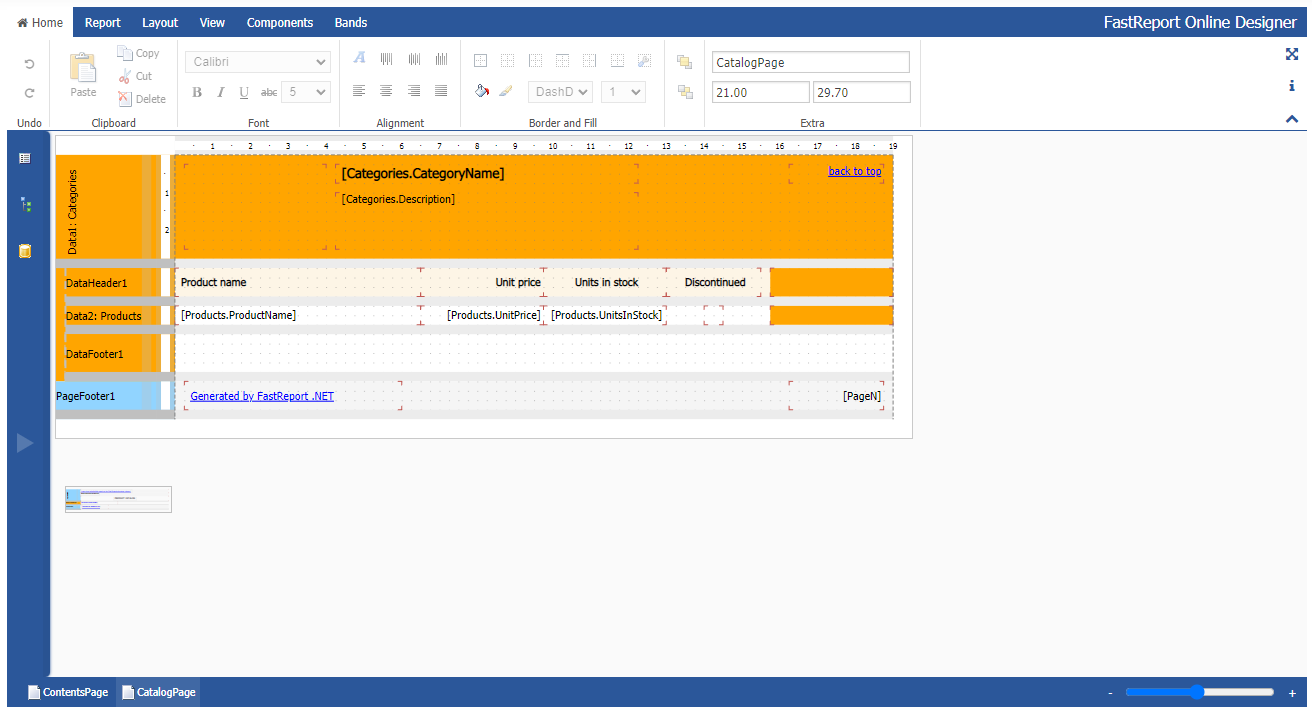 Home Report Layout View Components Bands FastReport Online Designer
Paste Copy Cut Delete
Calibri
B I U abc 5
DashD 1
CatalogPage
21.00 29.70
Undo Clipboard Font Alignment Border and Fill Extra
1 2 3 4 5 6 7 8 9 10 11 12 13 14 15 16 17 18 19
1
2
Data1: Categories
[Categories.CategoryName] back to top
[Categories.Description]
DataHeader1 Product name Unit price Units in stock Discontinued
Data2: Products [Products.ProductName] [Products.UnitPrice] [Products.UnitsInStock]
DataFooter1
PageFooter1 Generated by FastReport .NET [PageN]
ContentsPage CatalogPage - +